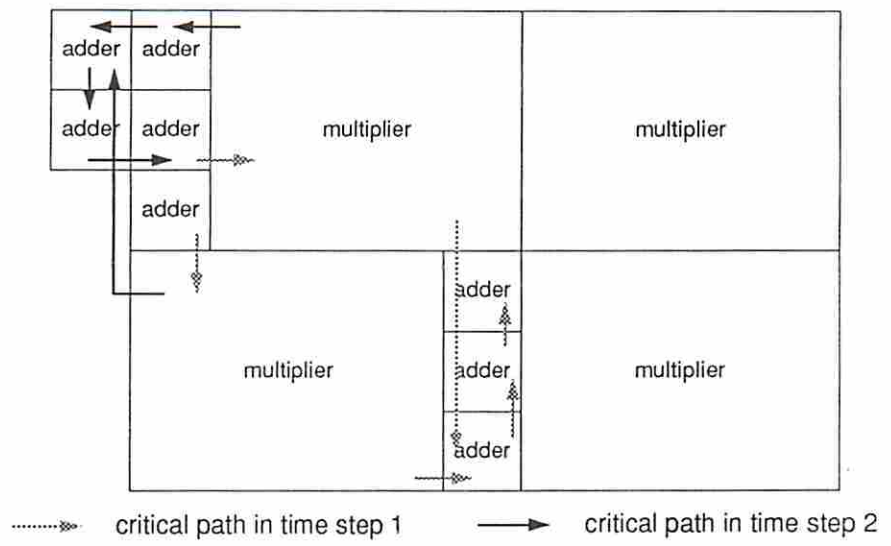 adder adder
adder adder multiplier multiplier
adder
adder
multiplier adder multiplier
adder
critical path in time step 1 critical path in time step 2